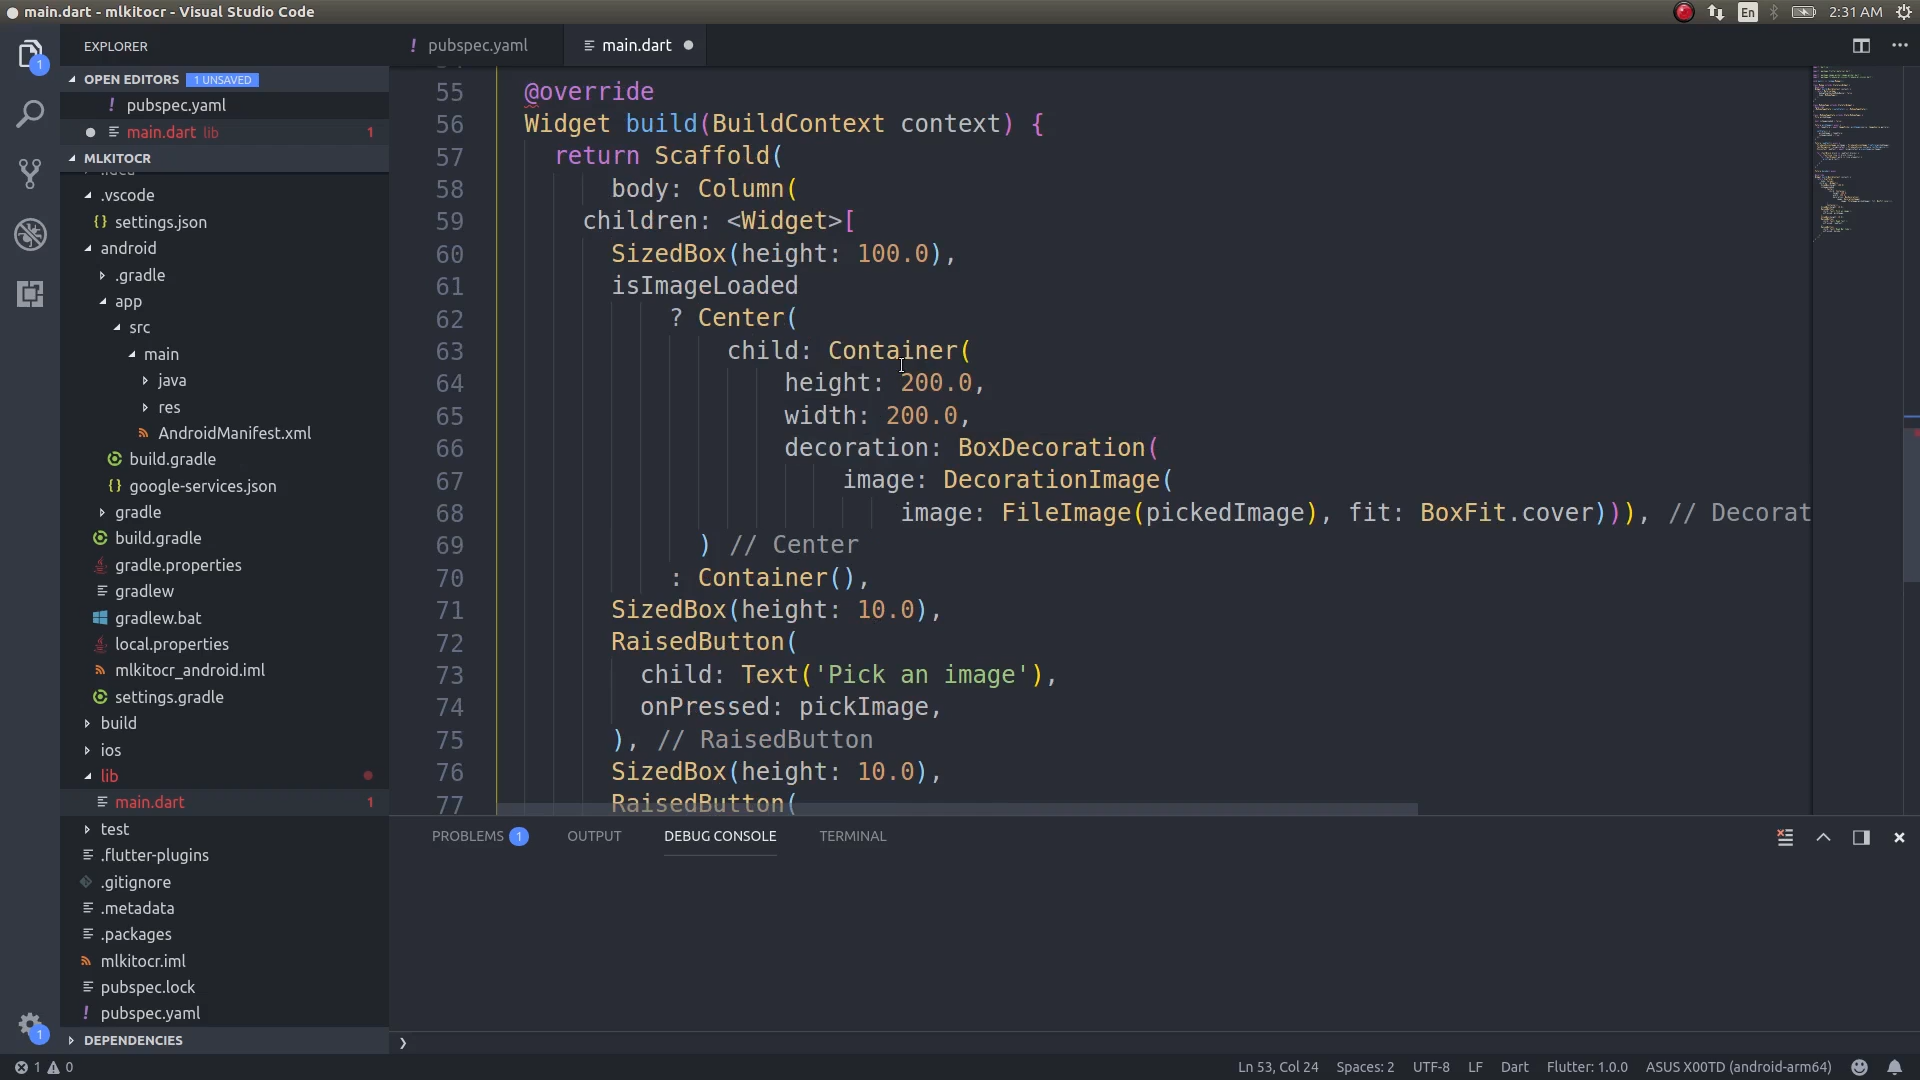 main.dart - mlkitocr - Visual Studio Code
En
2:31 AM
EXPLORER
! pubspec.yaml
main.dart
OPEN EDITORS 1 UNSAVED
! pubspec.yaml
main.dart lib 1
MLKITOCR
.vscode
{} settings.json
android
.gradle
app
src
main
java
res
AndroidManifest.xml
build.gradle
{} google-services.json
gradle
build.gradle
gradle.properties
gradlew
gradlew.bat
local.properties
mlkitocr_android.iml
settings.gradle
build
ios
lib
main.dart 1
test
.flutter-plugins
.gitignore
.metadata
.packages
mlkitocr.iml
pubspec.lock
! pubspec.yaml
DEPENDENCIES
1
1
55 @override
56 Widget build(BuildContext context) {
57 return Scaffold(
58 body: Column(
59 children: <Widget>[
60 SizedBox(height: 100.0),
61 isImageLoaded
62 ? Center(
63 child: Container(
64 height: 200.0,
65 width: 200.0,
66 decoration: BoxDecoration(
67 image: DecorationImage(
68 image: FileImage(pickedImage), fit: BoxFit.cover))), // Decorat
69 ) // Center
70 : Container(),
71 SizedBox(height: 10.0),
72 RaisedButton(
73 child: Text('Pick an image'),
74 onPressed: pickImage,
75 ), // RaisedButton
76 SizedBox(height: 10.0),
77 RaisedButton(
PROBLEMS 1 OUTPUT DEBUG CONSOLE TERMINAL
1 0
Ln 53, Col 24 Spaces: 2 UTF-8 LF Dart Flutter: 1.0.0 ASUS X00TD (android-arm64)